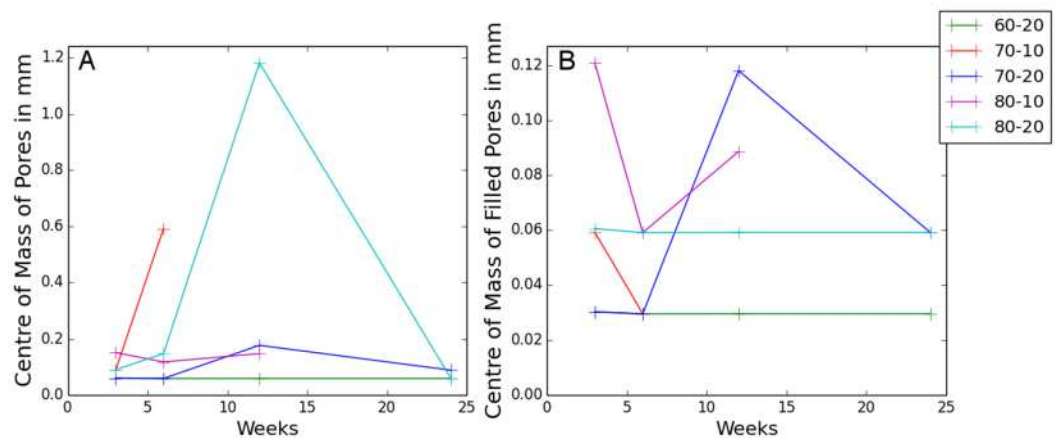 A
Centre of Mass of Pores in mm
1.2
1.0
0.8
0.6
0.4
0.2
0.0
0 5 10 15 20 25
Weeks
B
Centre of Mass of Filled Pores in mm
0.12
0.10
0.08
0.06
0.04
0.02
0.00
0 5 10 15 20 25
Weeks
60-20
70-10
70-20
80-10
80-20